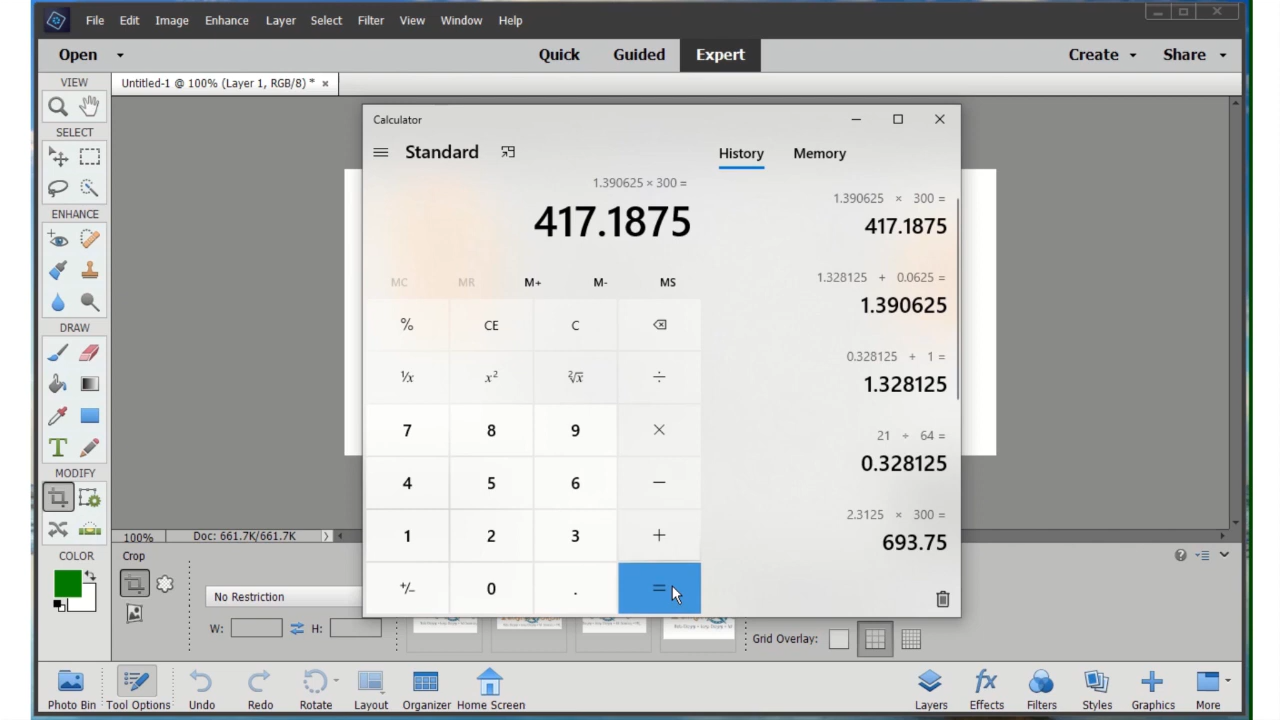 File Edit Image Enhance Layer Select Filter View Window Help
Open Quick Guided Expert Create Share
VIEW
Untitled-1 @ 100% (Layer 1, RGB/8) * ×
SELECT
ENHANCE
DRAW
MODIFY
COLOR
Calculator
Standard
History Memory
1.390625 × 300 =
417.1875
MC MR M+ M- MS
% CE C
¹/x x² ²√x ÷
7 8 9 ×
4 5 6 −
1 2 3 +
+/− 0 . =
1.390625 × 300 =
417.1875
1.328125 + 0.0625 =
1.390625
0.328125 + 1 =
1.328125
21 ÷ 64 =
0.328125
2.3125 × 300 =
693.75
100% Doc: 661.7K/661.7K
Crop
No Restriction
W: H:
Grid Overlay:
Photo Bin Tool Options Undo Redo Rotate Layout Organizer Home Screen Layers Effects Filters Styles Graphics More
fx